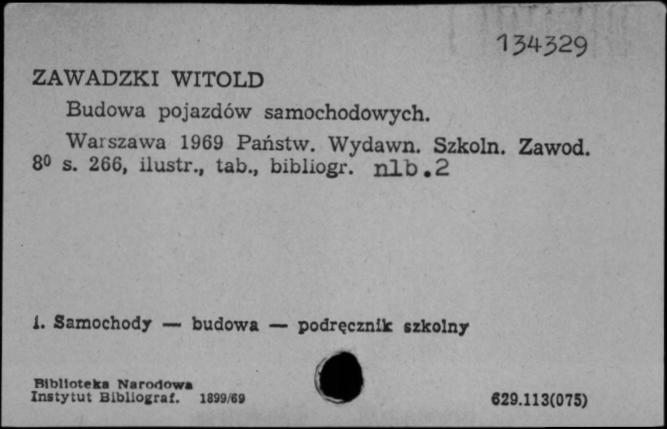 134329
ZAWADZKI WITOLD
Budowa pojazdów samochodowych.
Warszawa 1969 Państw. Wydawn. Szkoln. Zawod.
8⁰ s. 266, ilustr., tab., bibliogr. nlb.2
1. Samochody — budowa — podręcznik szkolny
Biblioteka Narodowa
Instytut Bibliograf. 1899/69
629.113(075)